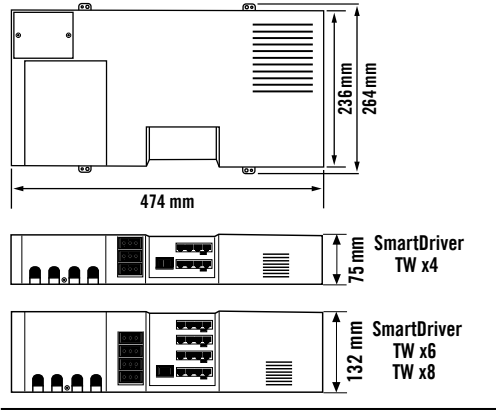 236 mm
264 mm
474 mm
75 mm
SmartDriver
TW x4
132 mm
SmartDriver
TW x6
TW x8